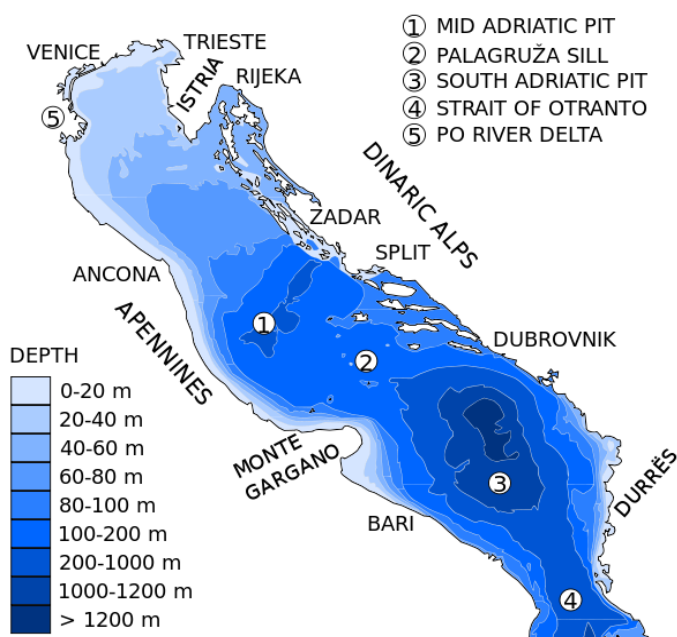 ① MID ADRIATIC PIT
② PALAGRUŽA SILL
③ SOUTH ADRIATIC PIT
④ STRAIT OF OTRANTO
⑤ PO RIVER DELTA
VENICE
TRIESTE
ISTRIA
RIJEKA
⑤
DINARIC ALPS
ZADAR
SPLIT
ANCONA
APENNINES
①
②
DUBROVNIK
MONTE
GARGANO
③
DURRËS
BARI
④
DEPTH
0-20 m
20-40 m
40-60 m
60-80 m
80-100 m
100-200 m
200-1000 m
1000-1200 m
> 1200 m